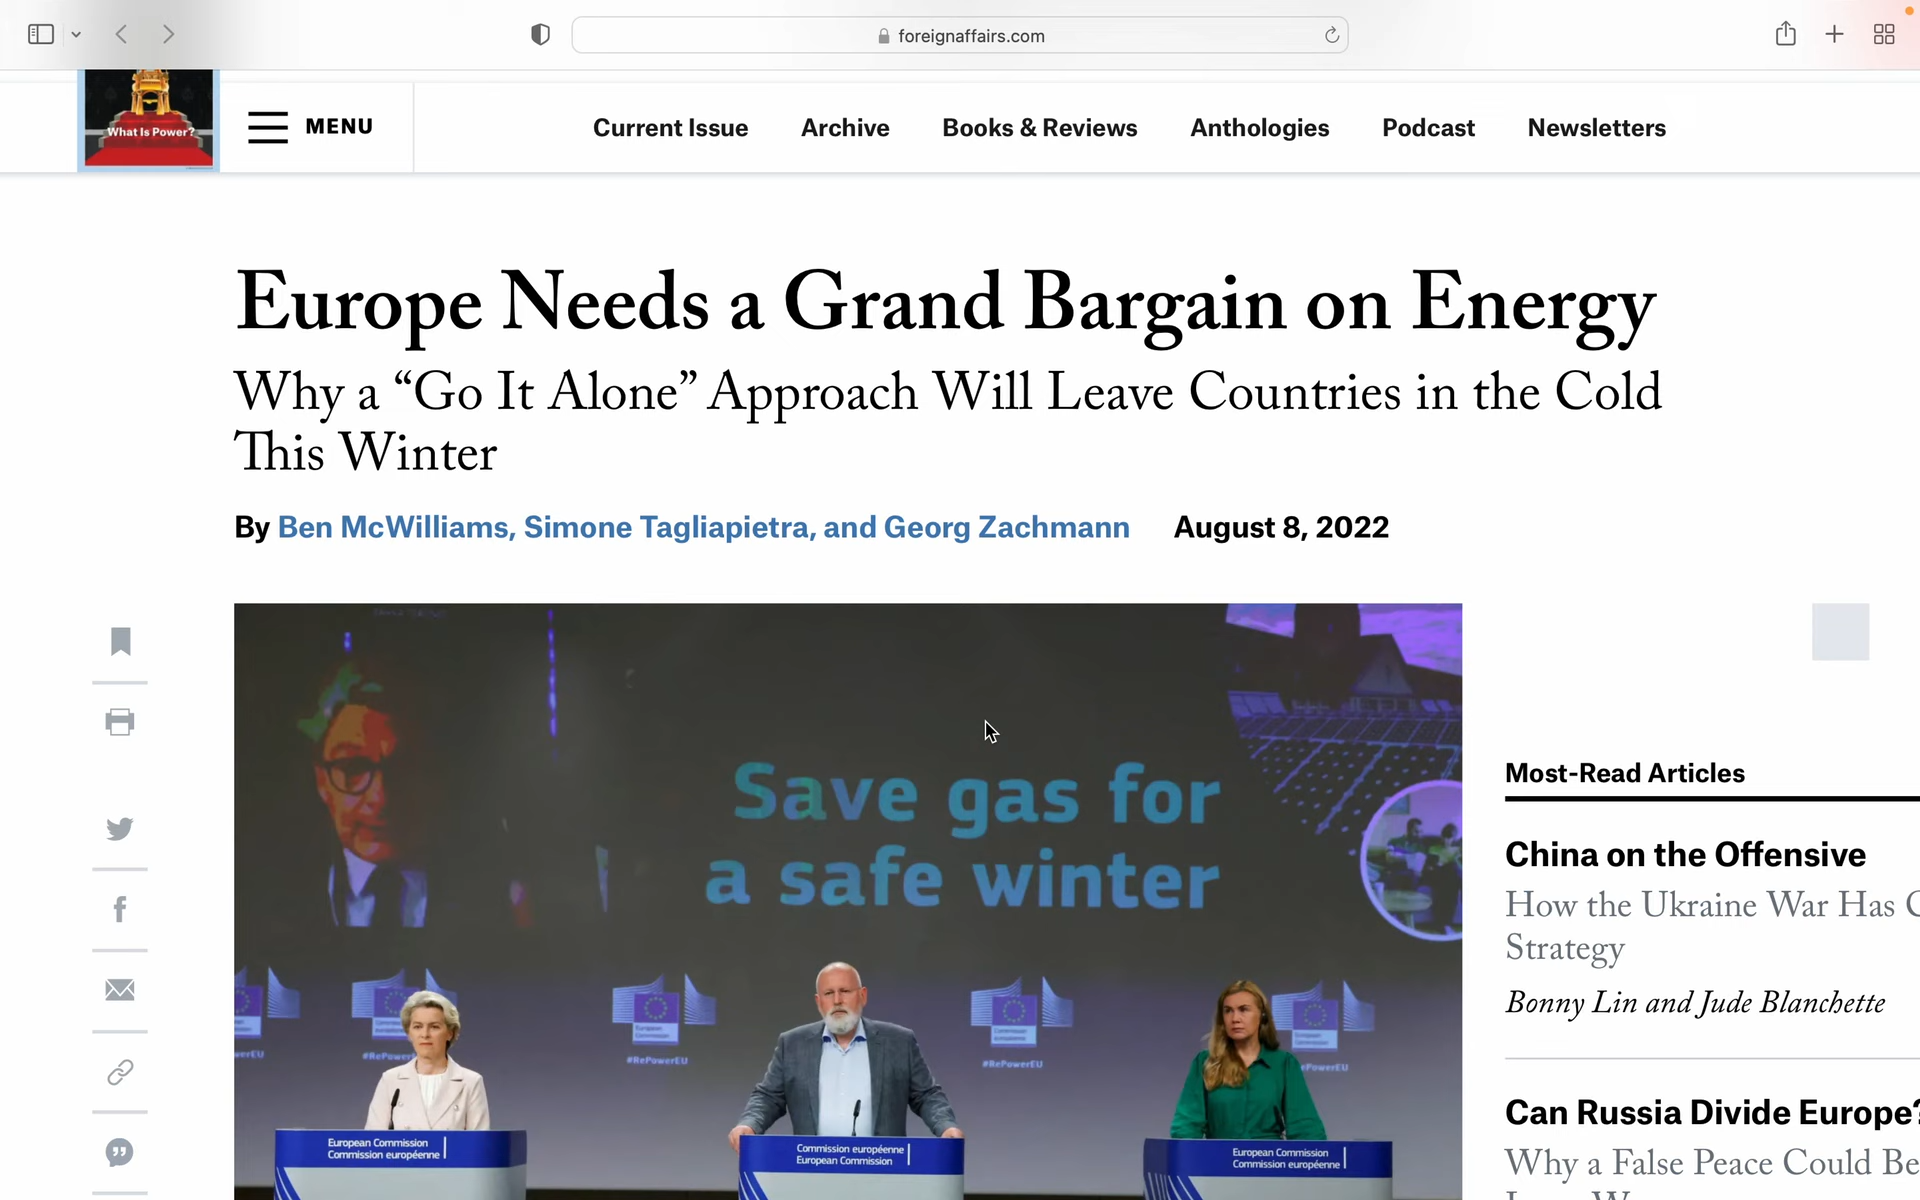 foreignaffairs.com
What Is Power?
MENU
Current Issue
Archive
Books & Reviews
Anthologies
Podcast
Newsletters
Europe Needs a Grand Bargain on Energy
Why a “Go It Alone” Approach Will Leave Countries in the Cold
This Winter
By Ben McWilliams, Simone Tagliapietra, and Georg Zachmann
August 8, 2022
Save gas for
a safe winter
#RePowerEU
#RePowerEU
European Commission
Commission européenne
Commission européenne
European Commission
European Commission
Commission européenne
Most-Read Articles
China on the Offensive
How the Ukraine War Has
Strategy
Bonny Lin and Jude Blanchette
Can Russia Divide Europe?
Why a False Peace Could Be